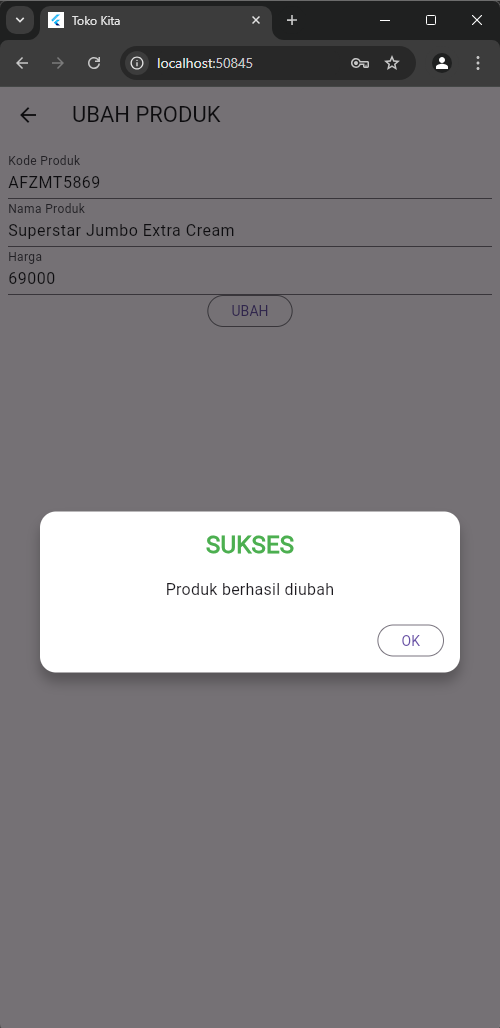 Toko Kita
localhost:50845
UBAH PRODUK
Kode Produk
AFZMT5869
Nama Produk
Superstar Jumbo Extra Cream
Harga
69000
UBAH
SUKSES
Produk berhasil diubah
OK